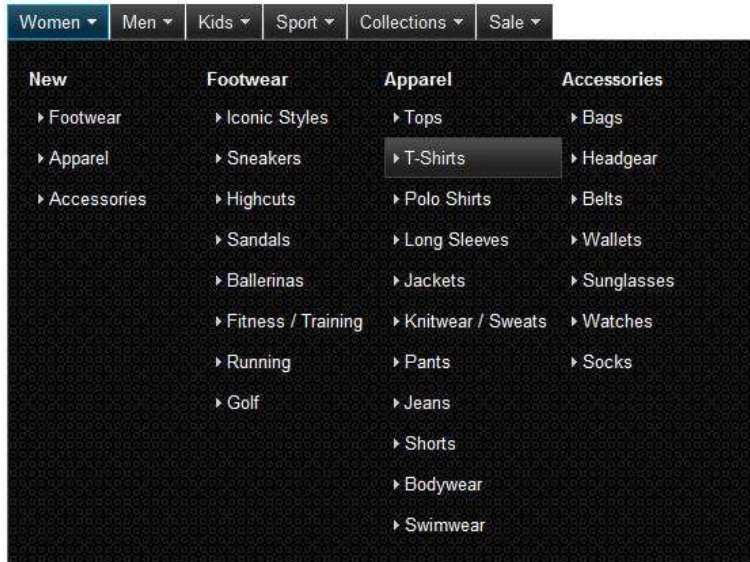 Women Men Kids Sport Collections Sale
New
Footwear
Apparel
Accessories
Footwear
Iconic Styles
Sneakers
Highcuts
Sandals
Ballerinas
Fitness / Training
Running
Golf
Apparel
Tops
T-Shirts
Polo Shirts
Long Sleeves
Jackets
Knitwear / Sweats
Pants
Jeans
Shorts
Bodywear
Swimwear
Accessories
Bags
Headgear
Belts
Wallets
Sunglasses
Watches
Socks